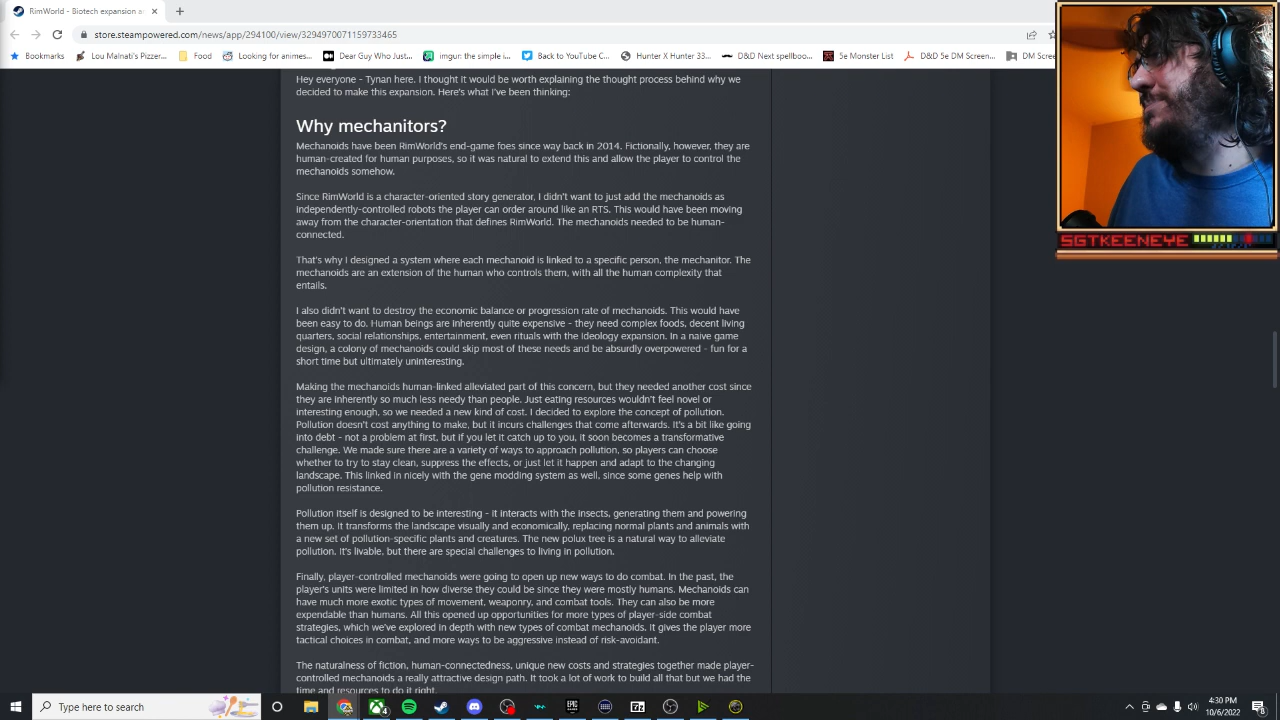 RimWorld - Biotech expansion a
store.steampowered.com/news/app/294100/view/3294970071159733465
Bookmarks
Lou Malnati's Pizzer...
Food
Looking for animes...
Dear Guy Who Just...
imgur: the simple i...
Back to YouTube C...
Hunter X Hunter 33...
D&D Next spellboo...
5e Monster List
D&D 5e DM Screen...
DM Scree
Hey everyone - Tynan here. I thought it would be worth explaining the thought process behind why we
decided to make this expansion. Here's what I've been thinking:
Why mechanitors?
Mechanoids have been RimWorld's end-game foes since way back in 2014. Fictionally, however, they are
human-created for human purposes, so it was natural to extend this and allow the player to control the
mechanoids somehow.
Since RimWorld is a character-oriented story generator, I didn't want to just add the mechanoids as
independently-controlled robots the player can order around like an RTS. This would have been moving
away from the character-orientation that defines RimWorld. The mechanoids needed to be human-
connected.
That's why I designed a system where each mechanoid is linked to a specific person, the mechanitor. The
mechanoids are an extension of the human who controls them, with all the human complexity that
entails.
I also didn't want to destroy the economic balance or progression rate of mechanoids. This would have
been easy to do. Human beings are inherently quite expensive - they need complex foods, decent living
quarters, social relationships, entertainment, even rituals with the Ideology expansion. In a naive game
design, a colony of mechanoids could skip most of these needs and be absurdly overpowered - fun for a
short time but ultimately uninteresting.
Making the mechanoids human-linked alleviated part of this concern, but they needed another cost since
they are inherently so much less needy than people. Just eating resources wouldn't feel novel or
interesting enough, so we needed a new kind of cost. I decided to explore the concept of pollution.
Pollution doesn't cost anything to make, but it incurs challenges that come afterwards. It's a bit like going
into debt - not a problem at first, but if you let it catch up to you, it soon becomes a transformative
challenge. We made sure there are a variety of ways to approach pollution, so players can choose
whether to try to stay clean, suppress the effects, or just let it happen and adapt to the changing
landscape. This linked in nicely with the gene modding system as well, since some genes help with
pollution resistance.
Pollution itself is designed to be interesting - it interacts with the insects, generating them and powering
them up. It transforms the landscape visually and economically, replacing normal plants and animals with
a new set of pollution-specific plants and creatures. The new polux tree is a natural way to alleviate
pollution. It's livable, but there are special challenges to living in pollution.
Finally, player-controlled mechanoids were going to open up new ways to do combat. In the past, the
player's units were limited in how diverse they could be since they were mostly humans. Mechanoids can
have much more exotic types of movement, weaponry, and combat tools. They can also be more
expendable than humans. All this opened up opportunities for more types of player-side combat
strategies, which we've explored in depth with new types of combat mechanoids. It gives the player more
tactical choices in combat, and more ways to be aggressive instead of risk-avoidant.
The naturalness of fiction, human-connectedness, unique new costs and strategies together made player-
controlled mechanoids a really attractive design path. It took a lot of work to build all that but we had the
time and resources to do it right.
SGTKEENEYE
Type here to search
4:30 PM
10/6/2022